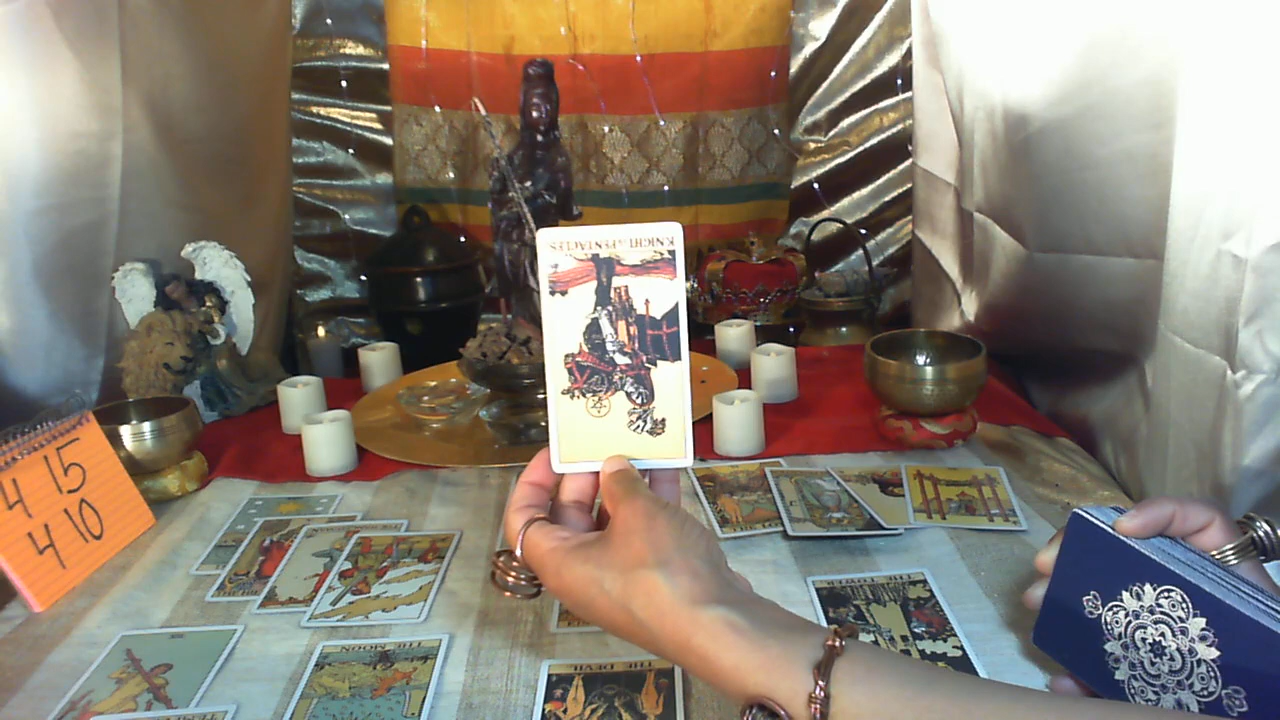 KNIGHT of PENTACLES
4 15
4 10
THE TOWER.
THE MOON.
THE DEVIL.